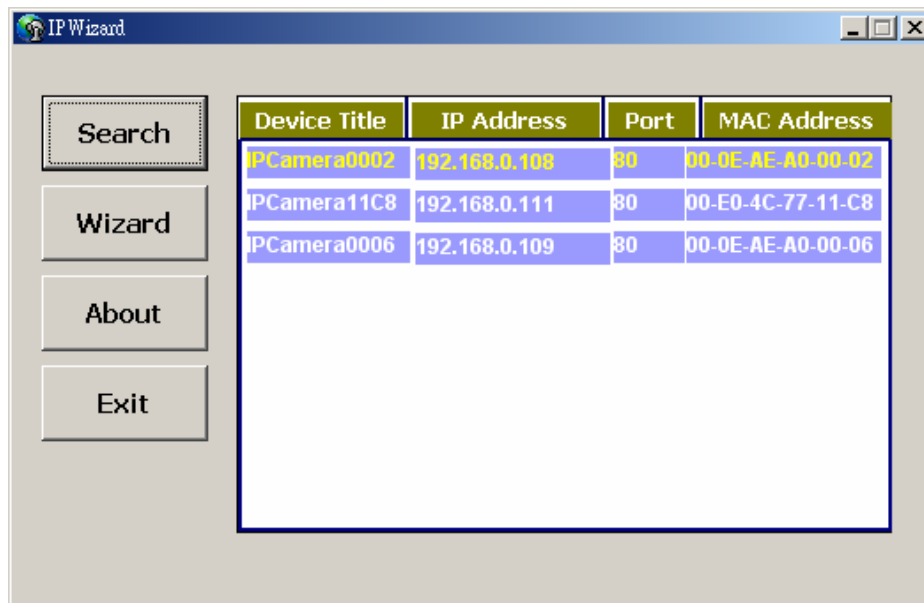 IP Wizard
Search
Wizard
About
Exit
Device Title IP Address Port MAC Address
IPCamera0002 192.168.0.108 80 00-0E-AE-A0-00-02
IPCamera11C8 192.168.0.111 80 00-E0-4C-77-11-C8
IPCamera0006 192.168.0.109 80 00-0E-AE-A0-00-06